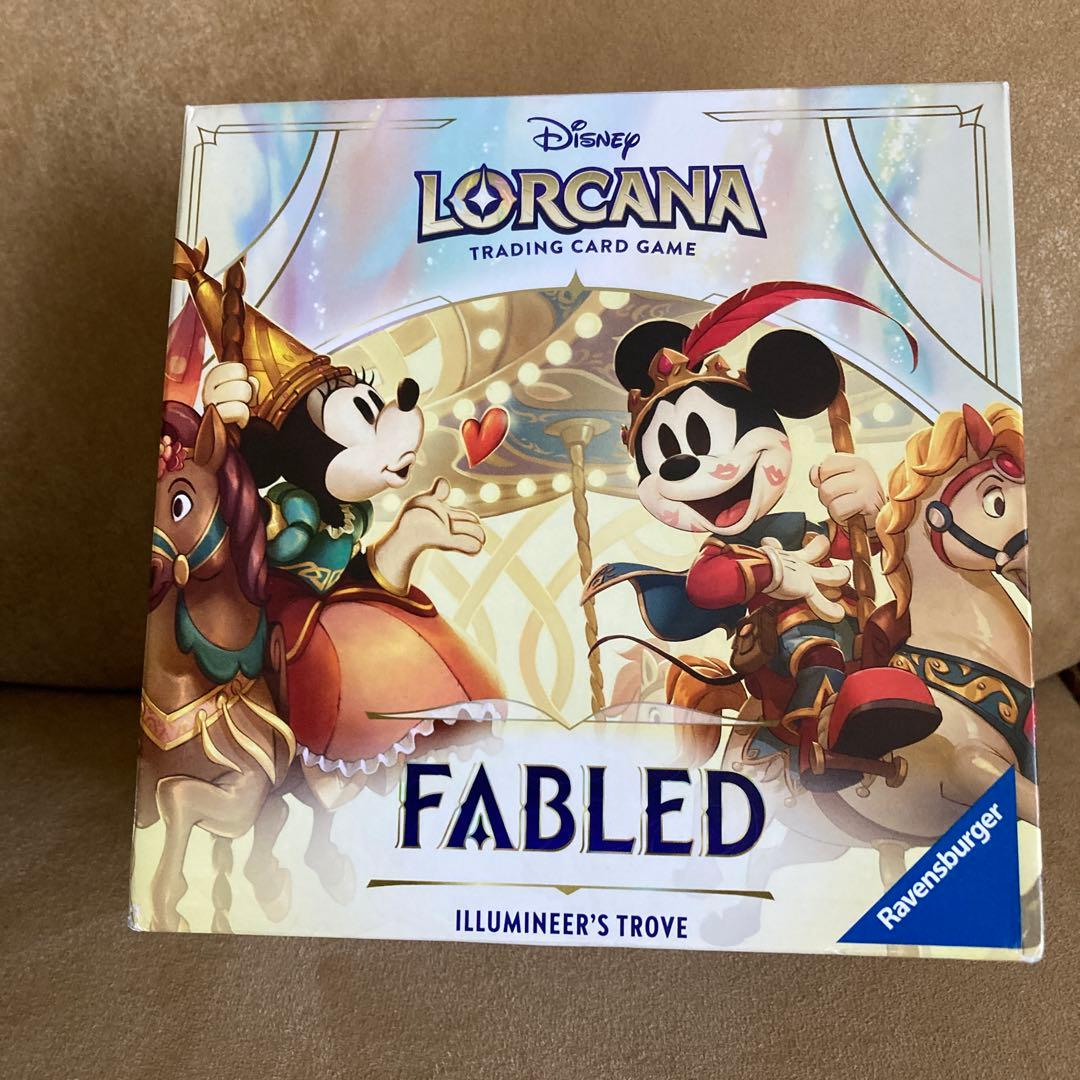 Disney
LORCANA
TRADING CARD GAME
FABLED
ILLUMINEER'S TROVE
Ravensburger